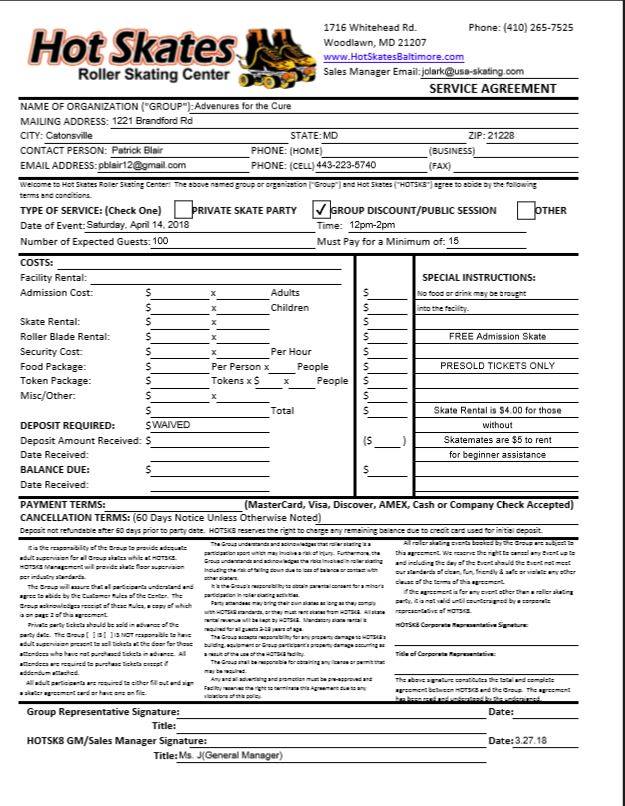 Hot Skates
Roller Skating Center
1716 Whitehead Rd. Phone: (410) 265-7525
Woodlawn, MD 21207
www.HotSkatesBaltimore.com
Sales Manager Email: jclark@usa-skating.com
SERVICE AGREEMENT
NAME OF ORGANIZATION ("GROUP"): Advenures for the Cure
MAILING ADDRESS: 1221 Brandford Rd
CITY: Catonsville STATE: MD ZIP: 21228
CONTACT PERSON: Patrick Blair PHONE: (HOME) (BUSINESS)
EMAIL ADDRESS: pblair12@gmail.com PHONE: (CELL) 443-223-5740 (FAX)
Welcome to Hot Skates Roller Skating Center! The above named group or organization ("Group") and Hot Skates ("HOTSK8") agree to abide by the following
terms and conditions.
TYPE OF SERVICE: (Check One) PRIVATE SKATE PARTY ✓ GROUP DISCOUNT/PUBLIC SESSION OTHER
Date of Event: Saturday, April 14, 2018 Time: 12pm-2pm
Number of Expected Guests: 100 Must Pay for a Minimum of: 15
COSTS:
Facility Rental: SPECIAL INSTRUCTIONS:
Admission Cost: $ x Adults $ No food or drink may be brought
$ x Children $ into the facility.
Skate Rental: $ x $
Roller Blade Rental: $ x $ FREE Admission Skate
Security Cost: $ x Per Hour $
Food Package: $ Per Person x People $ PRESOLD TICKETS ONLY
Token Package: $ Tokens x $ x People $
Misc/Other: $ x $
$ Total $ Skate Rental is $4.00 for those
DEPOSIT REQUIRED: $ WAIVED without
Deposit Amount Received: $ ($ ) Skatemates are $5 to rent
Date Received: for beginner assistance
BALANCE DUE: $ $
Date Received:
PAYMENT TERMS: (MasterCard, Visa, Discover, AMEX, Cash or Company Check Accepted)
CANCELLATION TERMS: (60 Days Notice Unless Otherwise Noted)
Deposit not refundable after 60 days prior to party date. HOTSK8 reserves the right to charge any remaining balance due to credit card used for initial deposit.
It is the responsibility of the Group to provide adequate
adult supervision for all Group skaters while at HOTSK8.
HOTSK8 Management will provide skate floor supervision
per industry standards.
The Group will assure that all participants understand and
agree to abide by the Customer Rules of the Center. The
Group acknowledges receipt of these Rules, a copy of which
is on page 2 of this agreement.
Private party tickets should be sold in advance of the
party date. The Group [ ] IS [ ] IS NOT responsible to have
adult supervision present to sell tickets at the door for those
attendees who have not purchased tickets in advance. All
attendees are required to purchase tickets except if
addendum attached.
All adult participants are required to either fill out and sign
a skater agreement card or have one on file.
The Group understands and acknowledges that roller skating is a
participation sport which may involve a risk of injury. Furthermore, the
Group understands and acknowledges the risks involved in roller skating
including the risk of falling down due to loss of balance or contact with
other skaters.
It is the Group's responsibility to obtain parental consent for a minor's
participation in roller skating activities.
Party attendees may bring their own skates as long as they comply
with HOTSK8 standards, or they must rent skates from HOTSK8. All skate
rental revenue will be kept by HOTSK8. Mandatory skate rental is
required for all guests 3-18 years of age.
The Group accepts responsibility for any property damage to HOTSK8's
building, equipment or Group participant's property damage occurring as
a result of the use of the HOTSK8 facility.
The Group shall be responsible for obtaining any license or permit that
may be required.
Any and all advertising and promotion must be pre-approved and
Facility reserves the right to terminate this Agreement due to any
violations of this policy.
All roller skating events booked by the Group are subject to
this agreement. We reserve the right to cancel any Event up to
and including the day of the Event should the Event not meet
our standards of clean, fun, friendly & safe or violate any other
clause of the terms of this agreement.
If the agreement is for any event other than a roller skating
party, it is not valid until countersigned by a corporate
representative of HOTSK8.
HOTSK8 Corporate Representative Signature:
Title of Corporate Representative:
The above signature constitutes the total and complete
agreement between HOTSK8 and the Group. The agreement
has been read and understood by the undersigned.
Group Representative Signature: Date:
Title:
HOTSK8 GM/Sales Manager Signature: Date: 3.27.18
Title: Ms. J(General Manager)